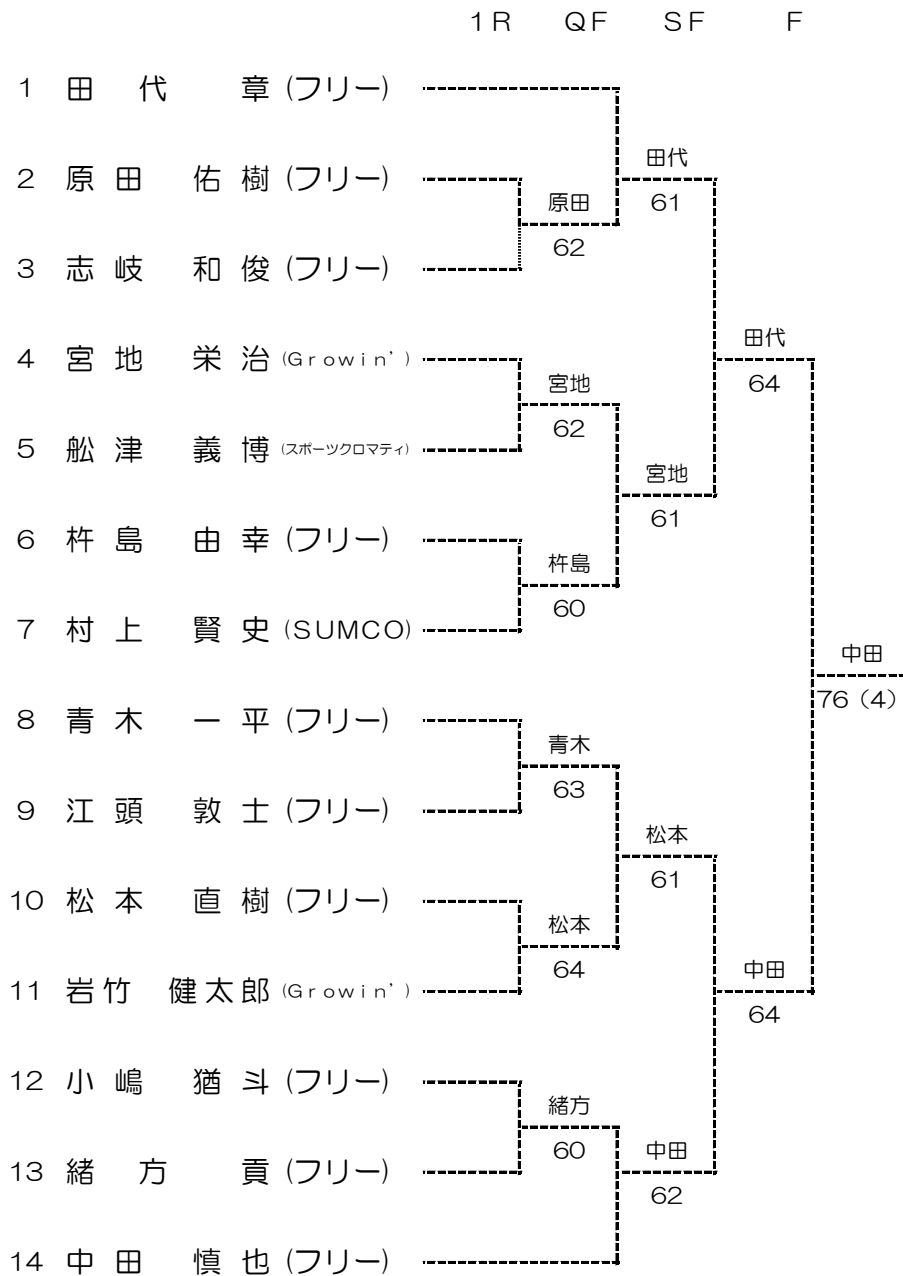 1R QF SF F
1 田代 章 (フリー)
田代
2 原田 佑樹 (フリー)
原田 61
62
3 志岐 和俊 (フリー)
田代
4 宮地 栄治 (Growin')
宮地 64
62
5 舩津 義博 (スポーツクロマティ)
宮地
61
6 杵島 由幸 (フリー)
杵島
60
7 村上 賢史 (SUMCO)
中田
76 (4)
8 青木 一平 (フリー)
青木
63
9 江頭 敦士 (フリー)
松本
61
10 松本 直樹 (フリー)
松本
64 中田
11 岩竹 健太郎 (Growin')
64
12 小嶋 猶斗 (フリー)
緒方
60 中田
13 緒方 貢 (フリー)
62
14 中田 慎也 (フリー)